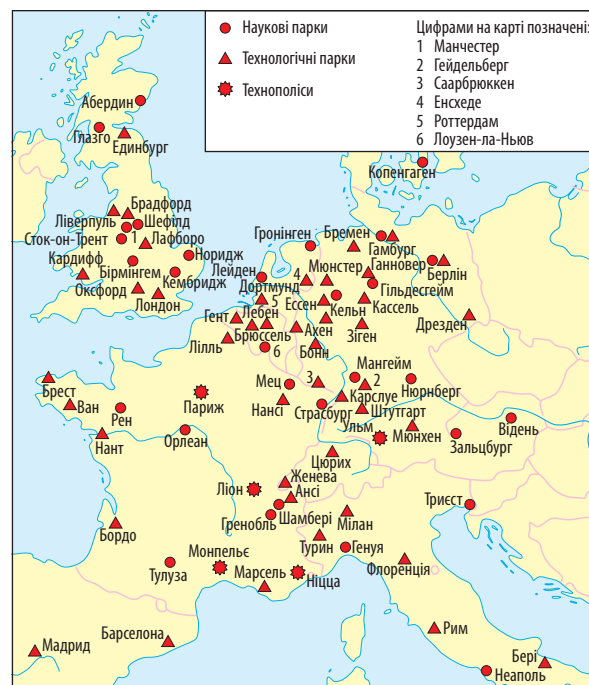 Наукові парки
Технологічні парки
Технополіси
Цифрами на карті позначені:
1 Манчестер
2 Гейдельберг
3 Саарбрюккен
4 Енсхеде
5 Роттердам
6 Лоузен-ла-Ньюв
Абердин
Глазго
Единбург
Копенгаген
Брадфорд
Ліверпуль
Шефілд
Сток-он-Трент
1
Лафборо
Кардифф
Бірмінгем
Норидж
Кембридж
Оксфорд
Лондон
Гронінген
Бремен
Гамбург
Лейден
Дортмунд
4
Мюнстер
Ганновер
Берлін
Гільдесгейм
5
Ессен
Кельн
Кассель
Дрезден
Гент
Лебен
Брюссель
Ахен
Зіген
Лілль
6
Бонн
Мангейм
Мец
3
2
Нюрнберг
Карслуе
Брест
Ван
Париж
Нансі
Страсбург
Штутгарт
Рен
Ульм
Мюнхен
Відень
Нант
Орлеан
Зальцбург
Цюрих
Женева
Ліон
Ансі
Шамбері
Гренобль
Мілан
Триєст
Бордо
Турин
Генуя
Монпельє
Тулуза
Марсель
Ніцца
Флоренція
Барселона
Мадрид
Рим
Бері
Неаполь